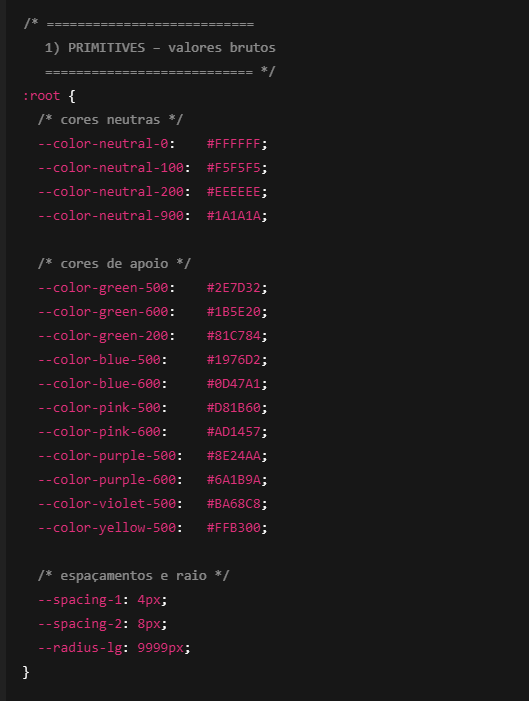 /* ===========================
1) PRIMITIVES – valores brutos
=========================== */
:root {
/* cores neutras */
--color-neutral-0: #FFFFFF;
--color-neutral-100: #F5F5F5;
--color-neutral-200: #EEEEEE;
--color-neutral-900: #1A1A1A;
/* cores de apoio */
--color-green-500: #2E7D32;
--color-green-600: #1B5E20;
--color-green-200: #81C784;
--color-blue-500: #1976D2;
--color-blue-600: #0D47A1;
--color-pink-500: #D81B60;
--color-pink-600: #AD1457;
--color-purple-500: #8E24AA;
--color-purple-600: #6A1B9A;
--color-violet-500: #BA68C8;
--color-yellow-500: #FFB300;
/* espaçamentos e raio */
--spacing-1: 4px;
--spacing-2: 8px;
--radius-lg: 9999px;
}